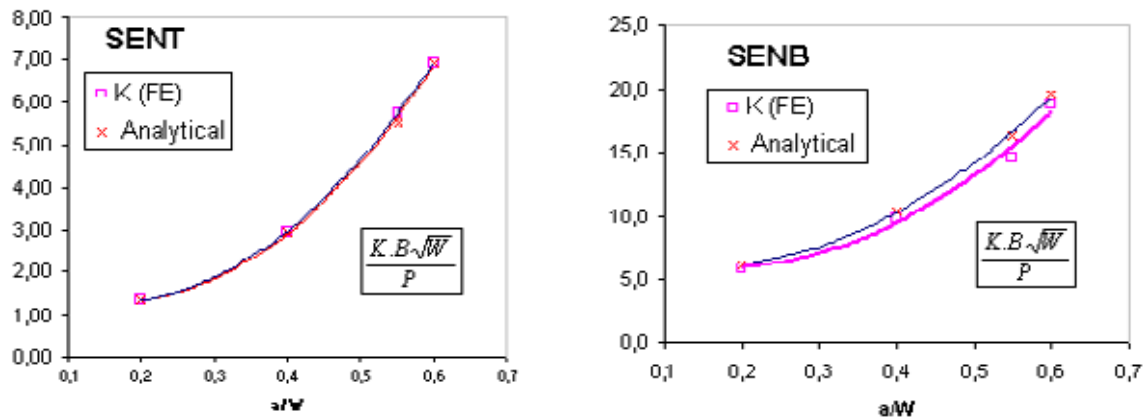 SENT
K (FE)
Analytical
K.B√W
P
8,00
7,00
6,00
5,00
4,00
3,00
2,00
1,00
0,00
0,1 0,2 0,3 0,4 0,5 0,6 0,7
SENB
K (FE)
Analytical
K.B√W
P
25,0
20,0
15,0
10,0
5,0
0,0
0,1 0,2 0,3 0,4 0,5 0,6 0,7
a/W